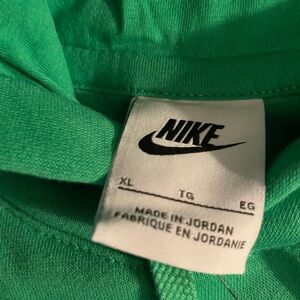 NIKE
XL TG EG
MADE IN JORDAN
FABRIQUE EN JORDANIE